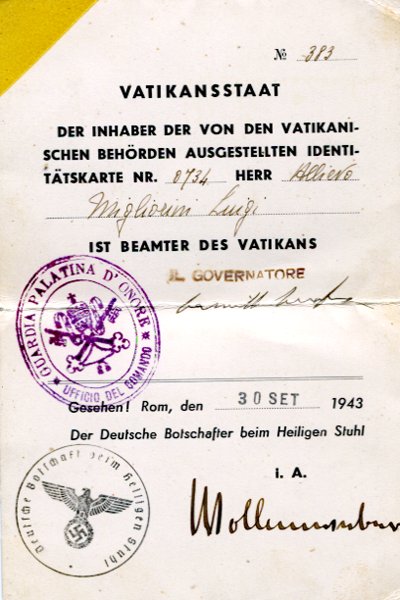 № 383
VATIKANSSTAAT
DER INHABER DER VON DEN VATIKANI-
SCHEN BEHÖRDEN AUSGESTELLTEN IDENTI-
TÄTSKARTE NR. 8734 HERR Allievo
Migliorini Luigi
IST BEAMTER DES VATIKANS
IL GOVERNATORE
GUARDIA PALATINA D'ONORE
UFFICIO DEL COMANDO
Gesehen! Rom, den 30 SET 1943
Der Deutsche Botschafter beim Heiligen Stuhl
i. A.
Deutsche Botschaft beim Heiligen Stuhl